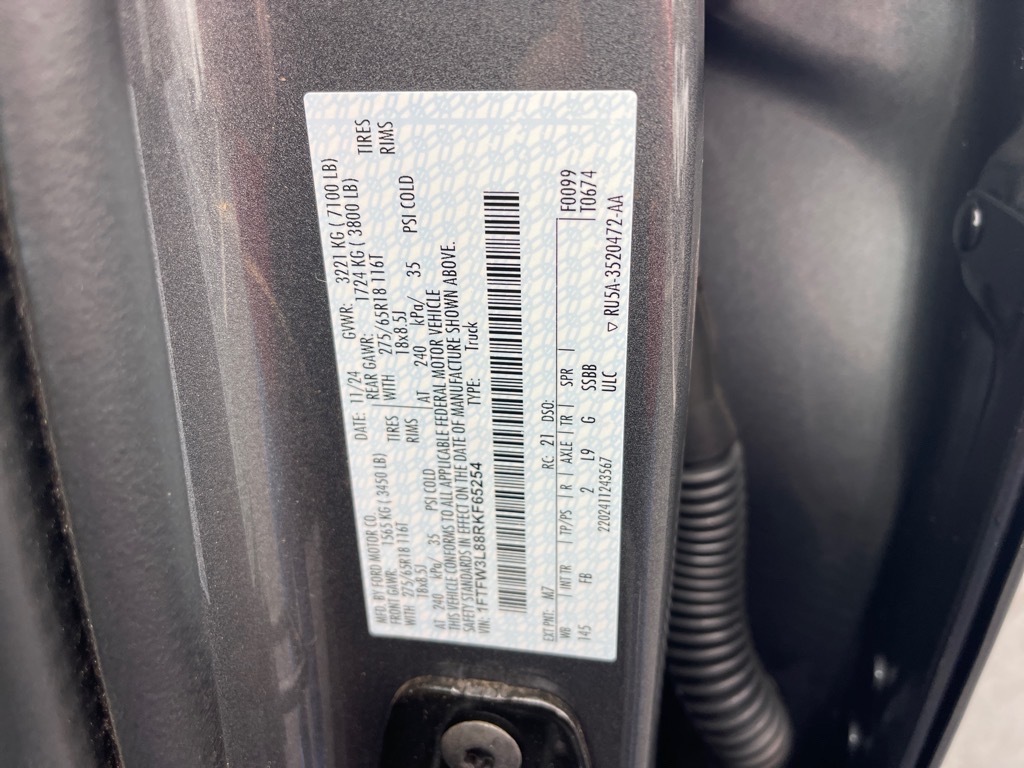 MFD. BY FORD MOTOR CO.
DATE: 11/24 GVWR: 3221 KG (7100 LB)
FRONT GAWR: 1565 KG (3450 LB) REAR GAWR: 1724 KG (3800 LB)
WITH 275/65R18 116T TIRES WITH 275/65R18 116T TIRES
18x8.5J RIMS 18x8.5J RIMS
AT 240 kPa/ 35 PSI COLD AT 240 kPa/ 35 PSI COLD
THIS VEHICLE CONFORMS TO ALL APPLICABLE FEDERAL MOTOR VEHICLE
SAFETY STANDARDS IN EFFECT ON THE DATE OF MANUFACTURE SHOWN ABOVE.
VIN: 1FTFW3L88RKF65254 TYPE: Truck
EXT PNT: M7 RC: 21 DSO: F0099
WB INT TR TP/PS R AXLE TR SPR T0674
145 FB 2 L9 G SSBB
2202411243567 ULC ▽ RU5A-3520472-AA